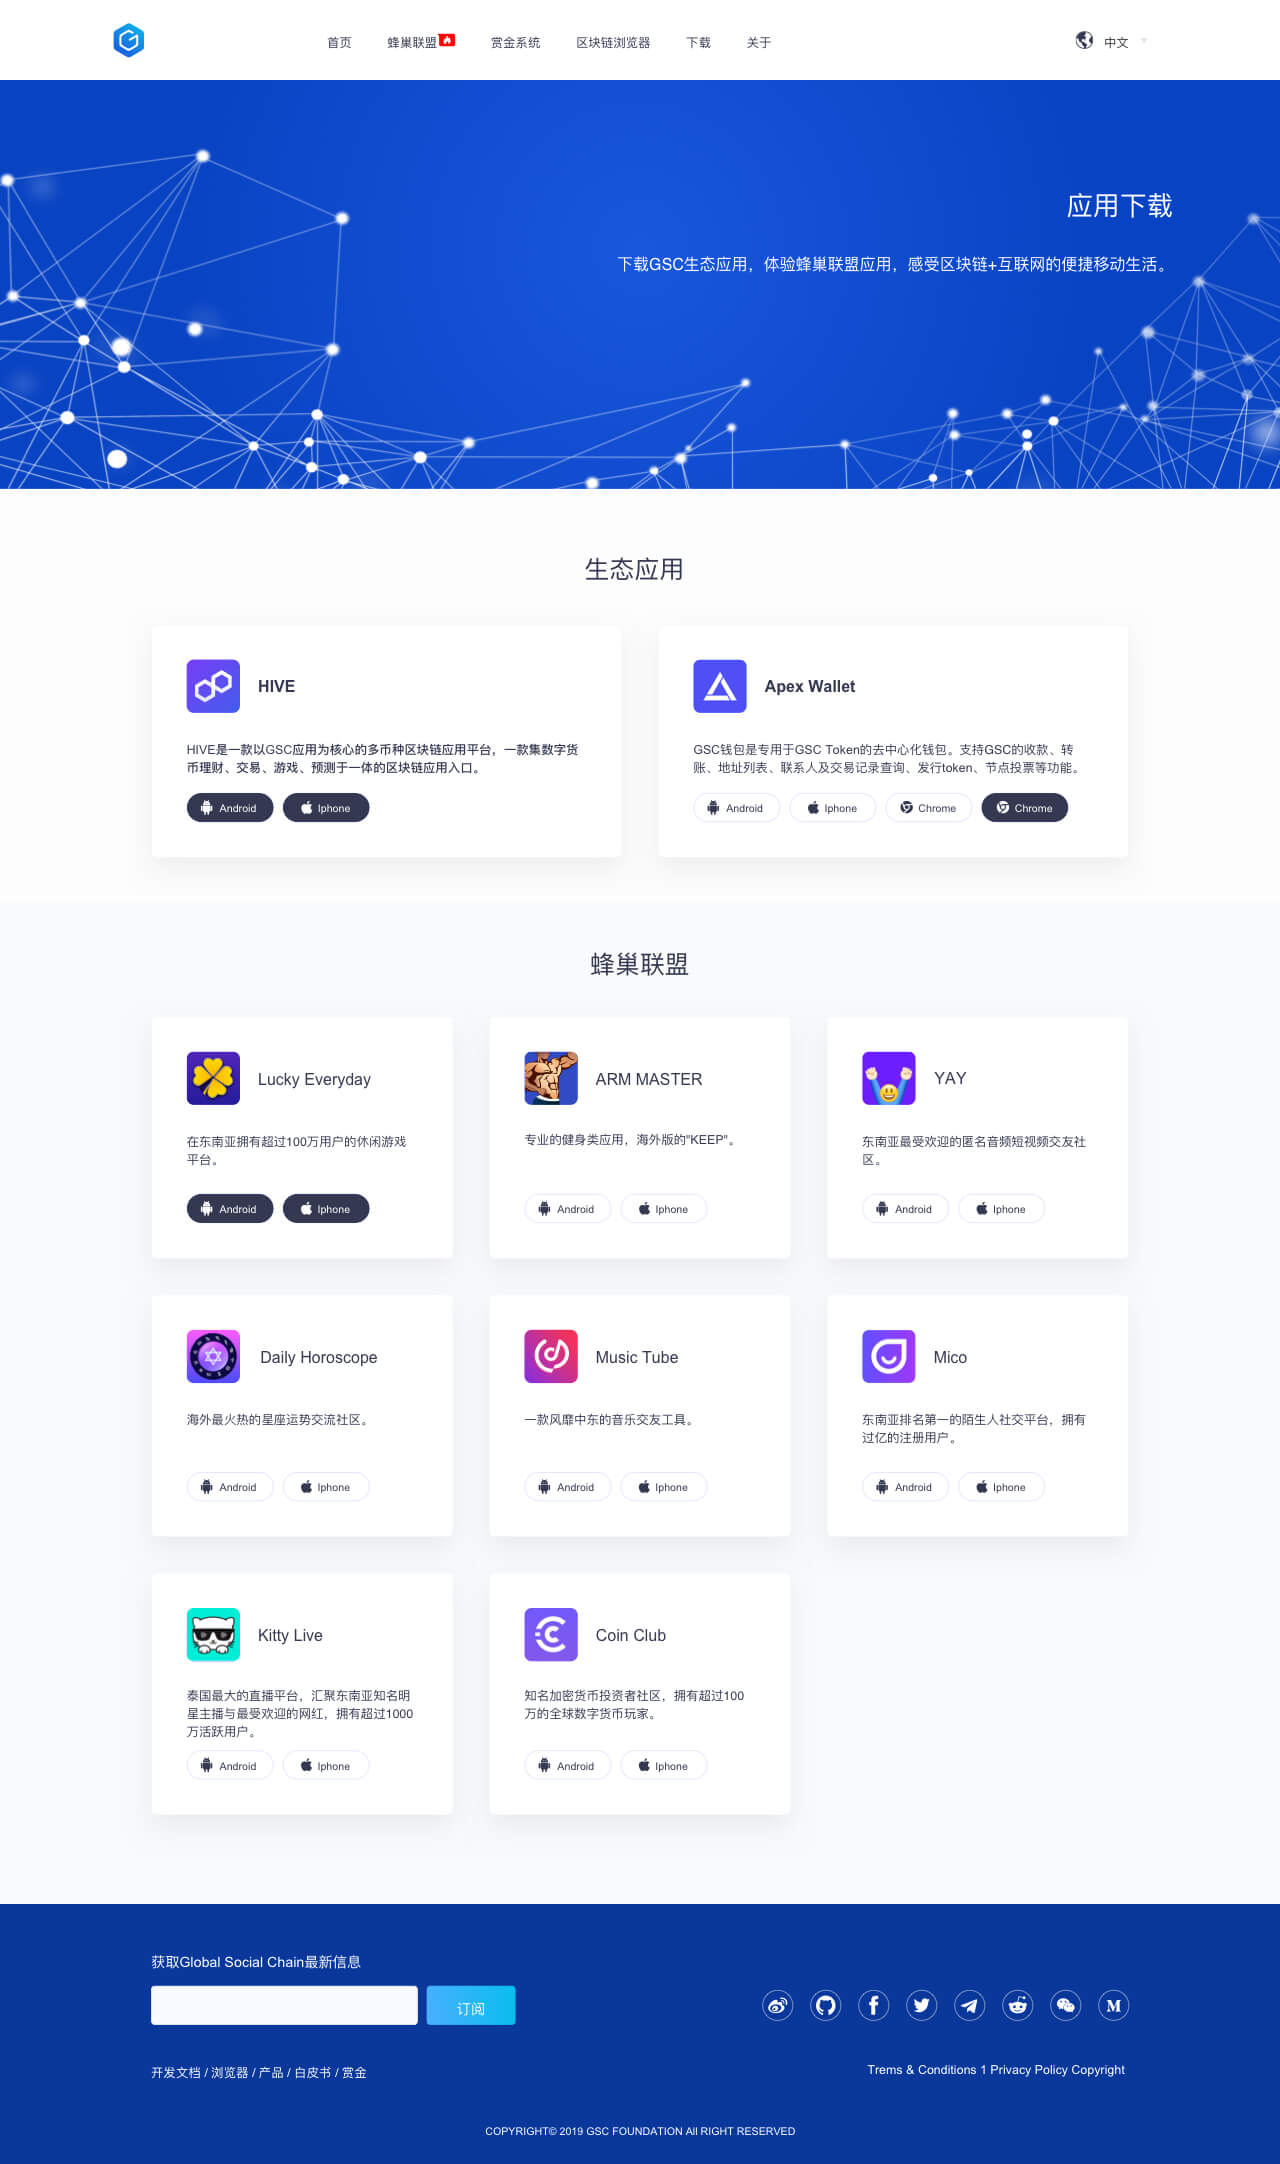 首页
蜂巢联盟
赏金系统
区块链浏览器
下载
关于
中文
应用下载
下载GSC生态应用，体验蜂巢联盟应用，感受区块链+互联网的便捷移动生活。
生态应用
HIVE
HIVE是一款以GSC应用为核心的多币种区块链应用平台，一款集数字货
币理财、交易、游戏、预测于一体的区块链应用入口。
Android
Iphone
Apex Wallet
GSC钱包是专用于GSC Token的去中心化钱包。支持GSC的收款、转
账、地址列表、联系人及交易记录查询、发行token、节点投票等功能。
Android
Iphone
Chrome
Chrome
蜂巢联盟
Lucky Everyday
在东南亚拥有超过100万用户的休闲游戏
平台。
Android
Iphone
ARM MASTER
专业的健身类应用，海外版的"KEEP"。
Android
Iphone
YAY
东南亚最受欢迎的匿名音频短视频交友社
区。
Android
Iphone
Daily Horoscope
海外最火热的星座运势交流社区。
Android
Iphone
Music Tube
一款风靡中东的音乐交友工具。
Android
Iphone
Mico
东南亚排名第一的陌生人社交平台，拥有
过亿的注册用户。
Android
Iphone
Kitty Live
泰国最大的直播平台，汇聚东南亚知名明
星主播与最受欢迎的网红，拥有超过1000
万活跃用户。
Android
Iphone
Coin Club
知名加密货币投资者社区，拥有超过100
万的全球数字货币玩家。
Android
Iphone
获取Global Social Chain最新信息
订阅
开发文档 / 浏览器 / 产品 / 白皮书 / 赏金
Trems & Conditions 1 Privacy Policy Copyright
COPYRIGHT© 2019 GSC FOUNDATION All RIGHT RESERVED